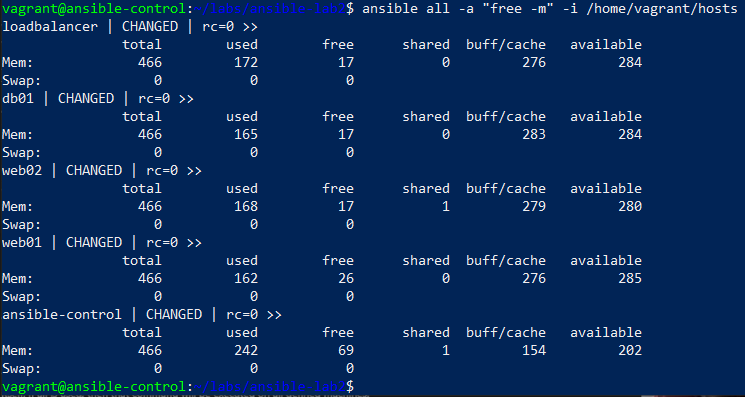 vagrant@ansible-control:~/lab2/ansible-lab2$ ansible all -a "free -m" -i /home/vagrant/hosts
loadbalancer | CHANGED | rc=0 >>
total used free shared buff/cache available
Mem: 466 172 17 0 276 284
Swap: 0 0 0
db01 | CHANGED | rc=0 >>
total used free shared buff/cache available
Mem: 466 165 17 0 283 284
Swap: 0 0 0
web02 | CHANGED | rc=0 >>
total used free shared buff/cache available
Mem: 466 168 17 1 279 280
Swap: 0 0 0
web01 | CHANGED | rc=0 >>
total used free shared buff/cache available
Mem: 466 162 26 0 276 285
Swap: 0 0 0
ansible-control | CHANGED | rc=0 >>
total used free shared buff/cache available
Mem: 466 242 69 1 154 202
Swap: 0 0 0
vagrant@ansible-control: